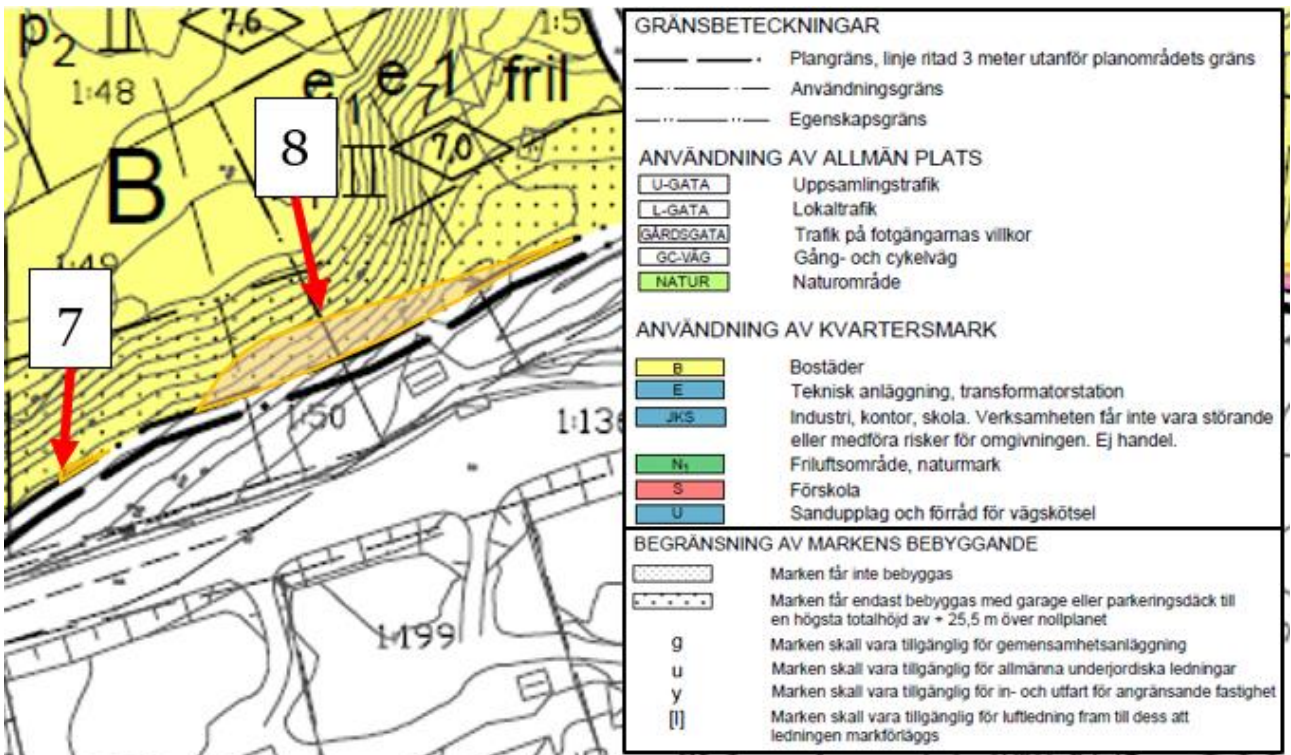 p2
7,6
1:5
1:48
e1 e7 fril
8
7,0
B
1:49
7
1:50
1:136
1:199
GRÄNSBETECKNINGAR
Plangräns, linje ritad 3 meter utanför planområdets gräns
Användningsgräns
Egenskapsgräns
ANVÄNDNING AV ALLMÄN PLATS
U-GATA Uppsamlingstrafik
L-GATA Lokaltrafik
GÅRDSGATA Trafik på fotgängarnas villkor
GC-VÄG Gång- och cykelväg
NATUR Naturområde
ANVÄNDNING AV KVARTERSMARK
B Bostäder
E Teknisk anläggning, transformatorstation
JKS Industri, kontor, skola. Verksamheten får inte vara störande
eller medföra risker för omgivningen. Ej handel.
N1 Friluftsområde, naturmark
S Förskola
U Sandupplag och förråd för vägskötsel
BEGRÄNSNING AV MARKENS BEBYGGANDE
Marken får inte bebyggas
Marken får endast bebyggas med garage eller parkeringsdäck till
en högsta totalhöjd av + 25,5 m över nollplanet
g Marken skall vara tillgänglig för gemensamhetsanläggning
u Marken skall vara tillgänglig för allmänna underjordiska ledningar
y Marken skall vara tillgänglig för in- och utfart för angränsande fastighet
[l] Marken skall vara tillgänglig för luftledning fram till dess att
ledningen markförläggs